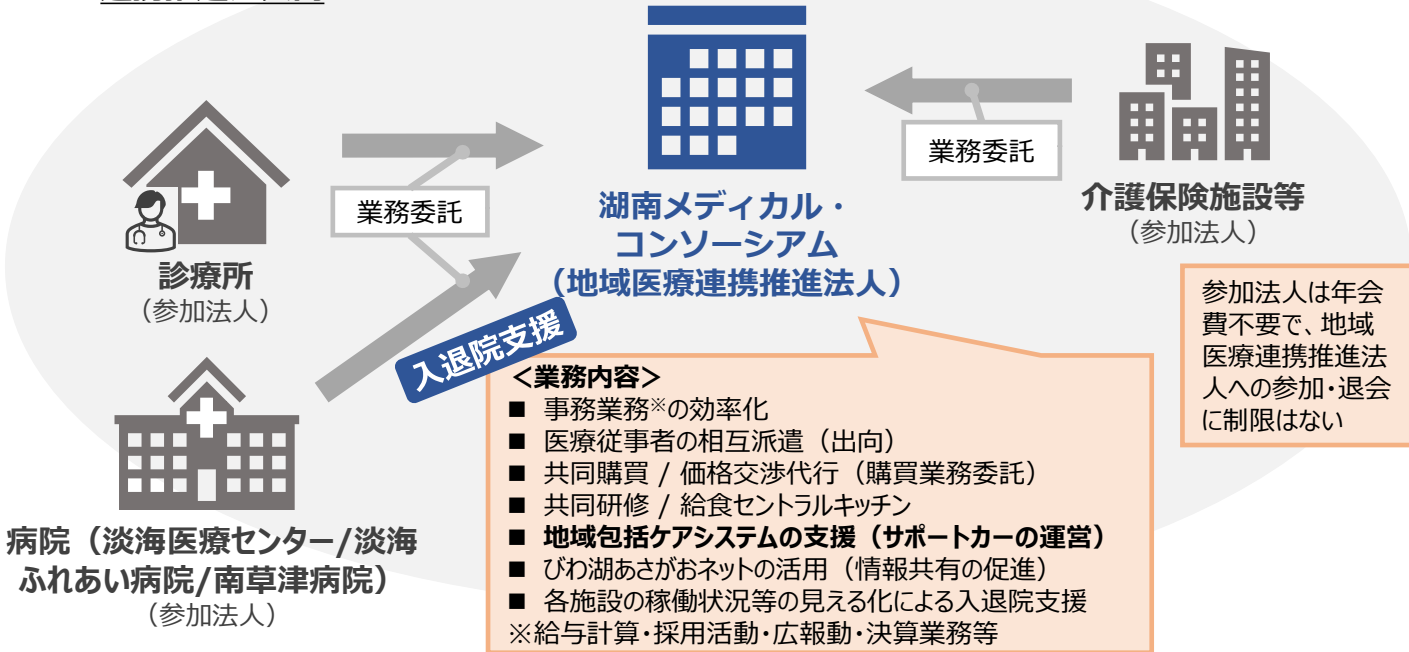 業務委託
業務委託
湖南メディカル・
コンソーシアム
（地域医療連携推進法人）
診療所
（参加法人）
介護保険施設等
（参加法人）
入退院支援
参加法人は年会
費不要で、地域
医療連携推進法
人への参加・退会
に制限はない
病院（淡海医療センター/淡海
ふれあい病院/南草津病院）
（参加法人）
＜業務内容＞
■ 事務業務※の効率化
■ 医療従事者の相互派遣（出向）
■ 共同購買 / 価格交渉代行（購買業務委託）
■ 共同研修 / 給食セントラルキッチン
■ 地域包括ケアシステムの支援（サポートカーの運営）
■ びわ湖あさがおネットの活用（情報共有の促進）
■ 各施設の稼働状況等の見える化による入退院支援
※給与計算・採用活動・広報動・決算業務等